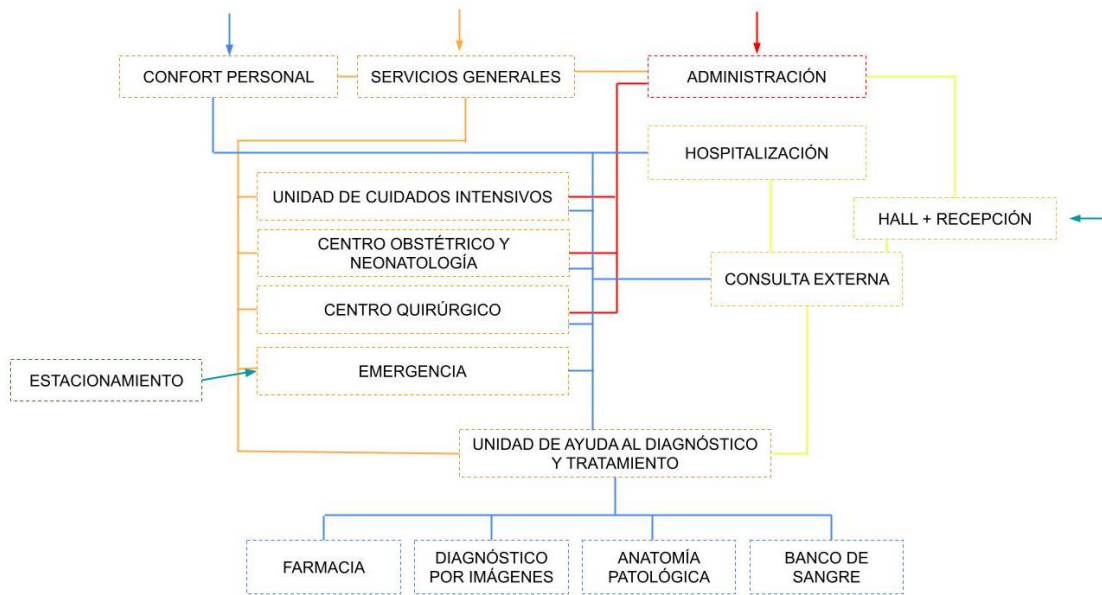 CONFORT PERSONAL
SERVICIOS GENERALES
ADMINISTRACIÓN
HOSPITALIZACIÓN
UNIDAD DE CUIDADOS INTENSIVOS
HALL + RECEPCIÓN
CENTRO OBSTÉTRICO Y
NEONATOLOGÍA
CONSULTA EXTERNA
CENTRO QUIRÚRGICO
EMERGENCIA
ESTACIONAMIENTO
UNIDAD DE AYUDA AL DIAGNÓSTICO
Y TRATAMIENTO
FARMACIA
DIAGNÓSTICO
POR IMÁGENES
ANATOMÍA
PATOLÓGICA
BANCO DE
SANGRE